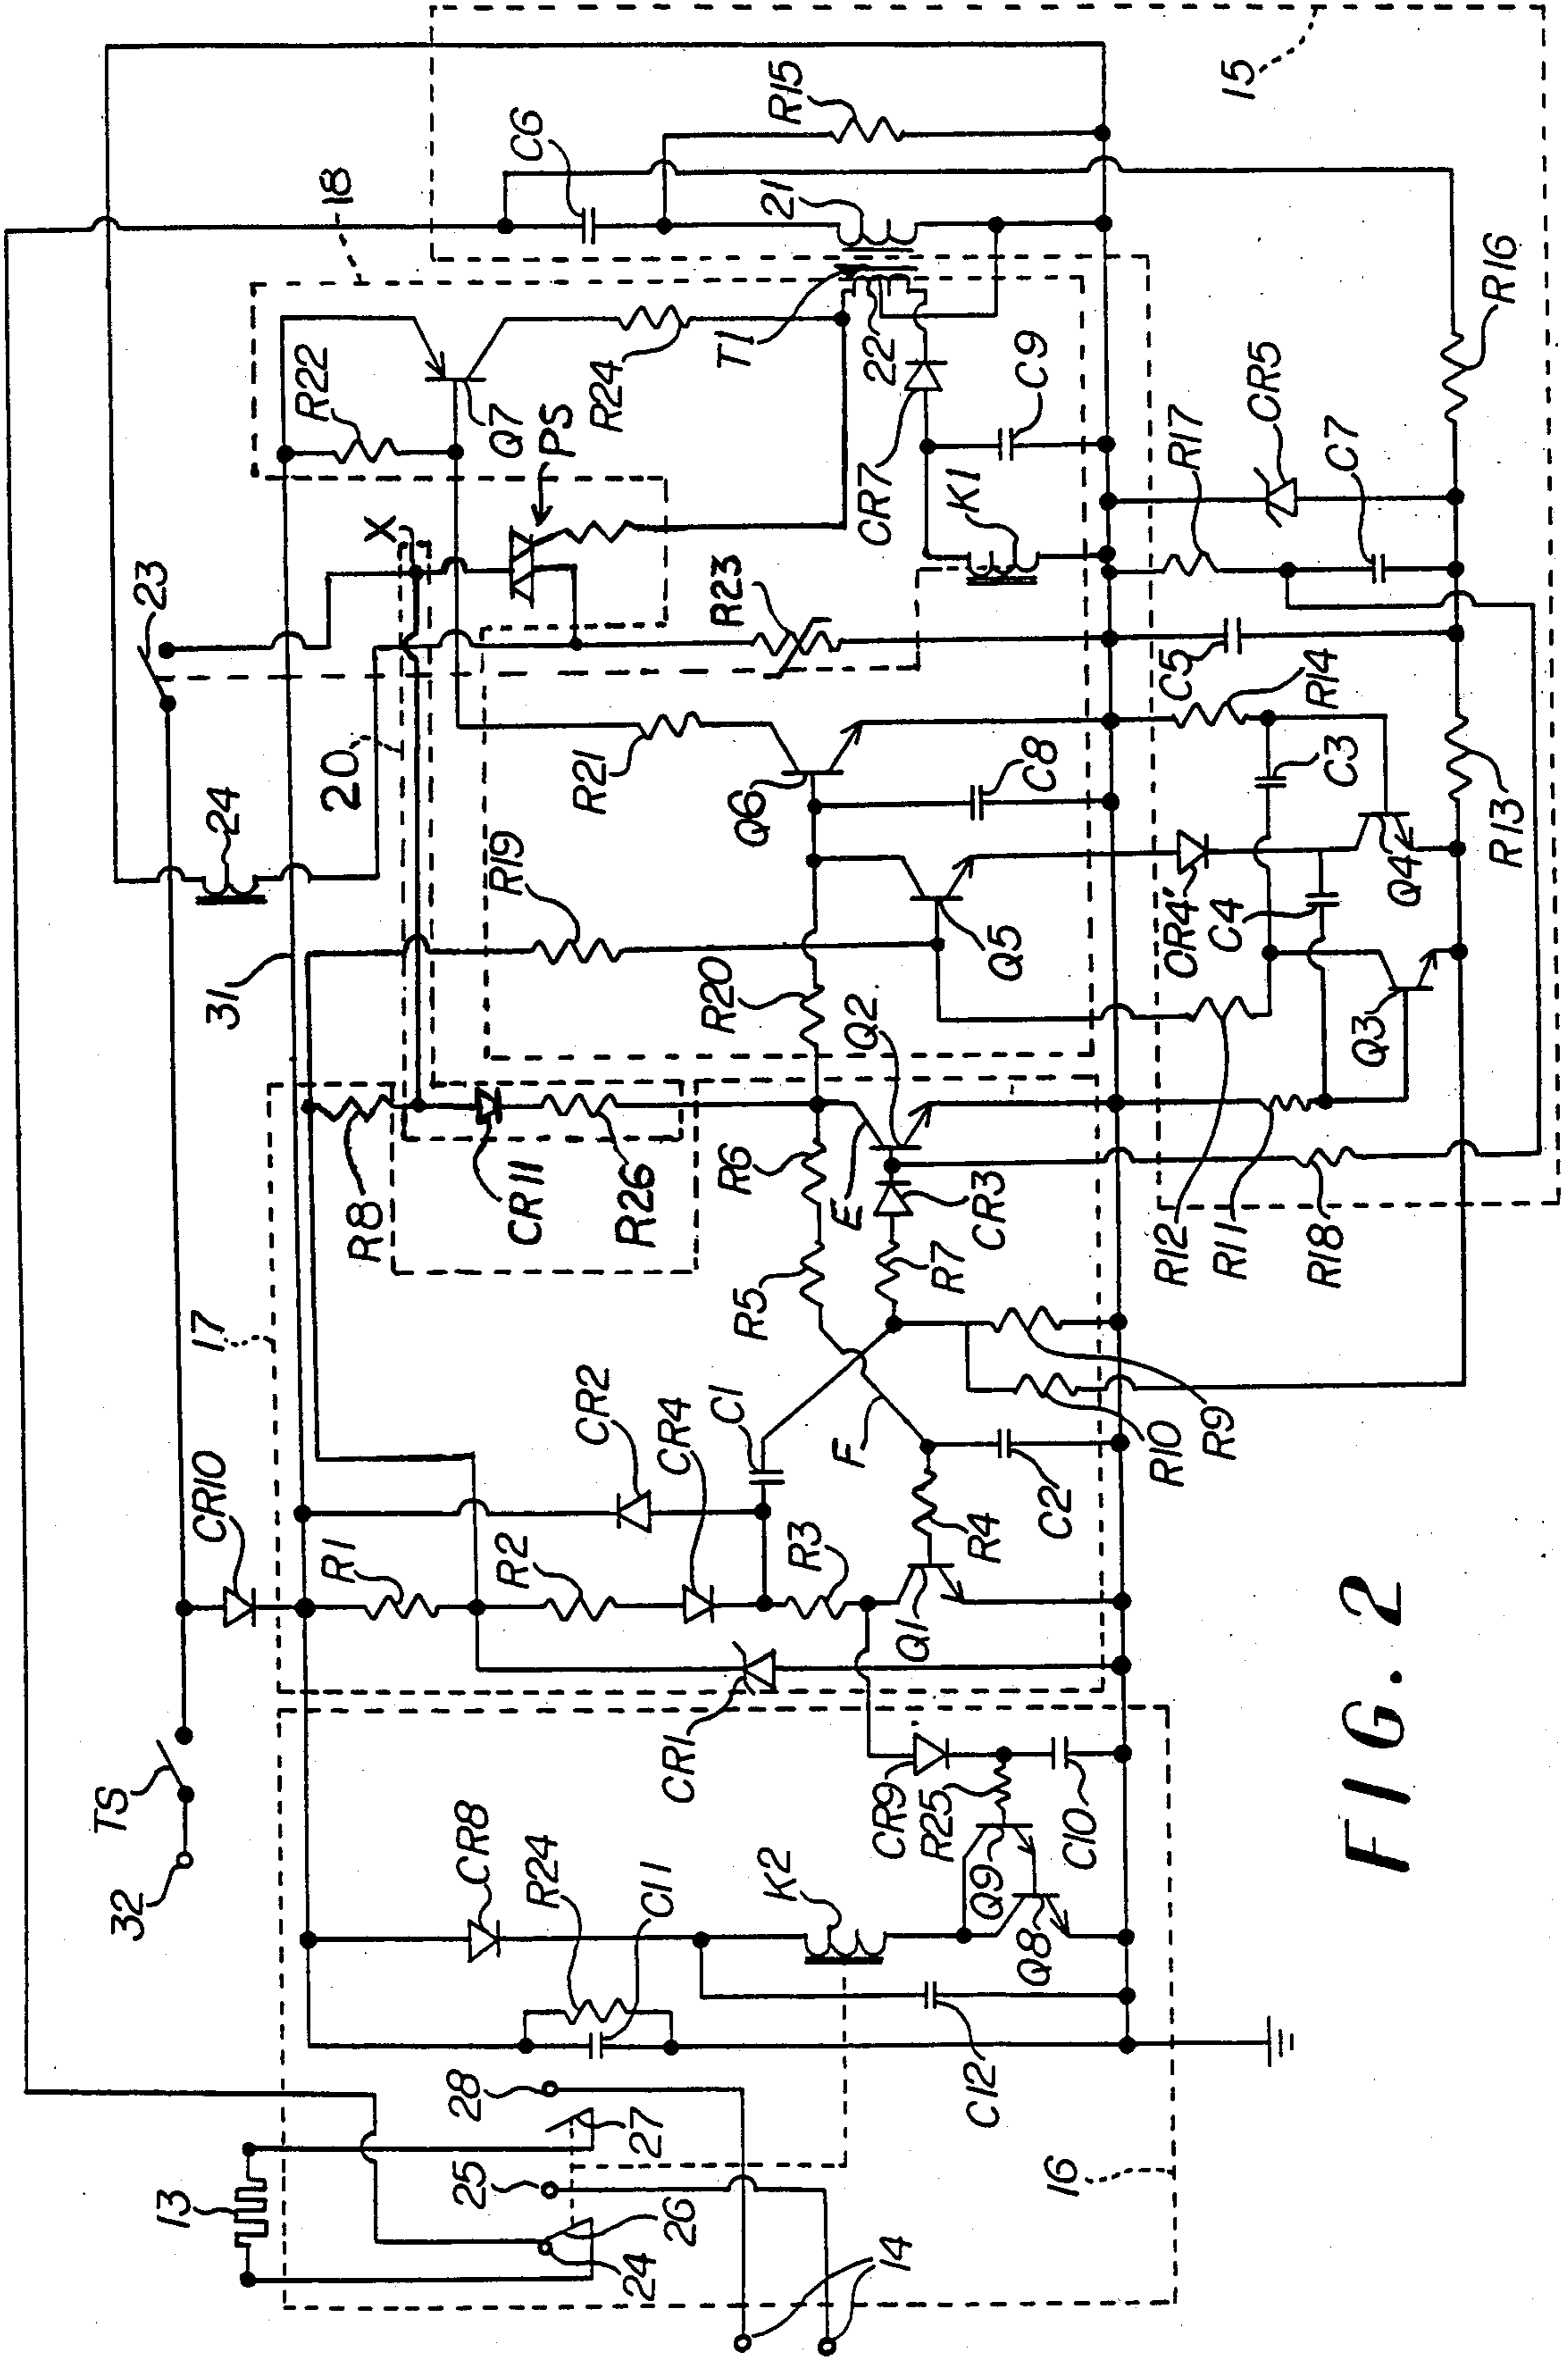 TS
32
23
13
CR10
31
24
17
18
20
X
R22
R1
R8
28
25
CR8
R2
CR11
Q7
C6
R24
CR2
R26
R21
PS
R19
R24
26
24
27
C11
CR1
CR4
C1
R5
R6
R20
R23
T1
21
R15
K2
R3
F
E
Q2
Q6
22
14
CR9
R25
Q1
R4
R7
CR3
Q5
C8
CR7
K1
C9
C12
Q8
Q9
C10
C2
R10
R9
R12
R11
R18
CR4'
C4
C5
R17
15
16
Q3
Q4
C3
R14
CR5
C7
R13
R16
FIG. 2